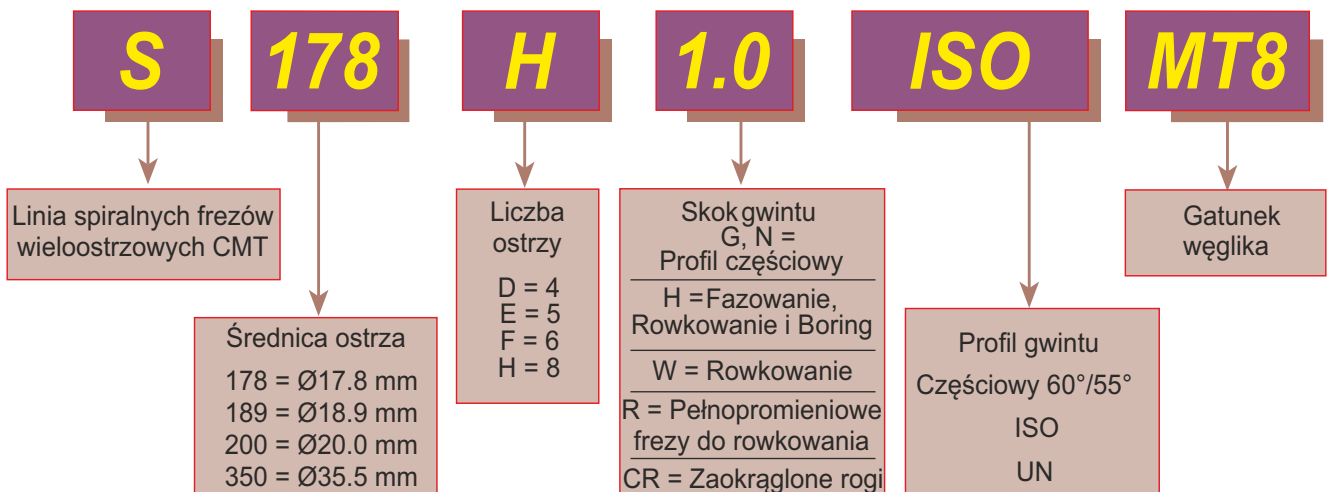 S 178 H 1.0 ISO MT8
Linia spiralnych frezów
wieloostrzowych CMT
Średnica ostrza
178 = Ø17.8 mm
189 = Ø18.9 mm
200 = Ø20.0 mm
350 = Ø35.5 mm
Liczba
ostrzy
D = 4
E = 5
F = 6
H = 8
Skok gwintu
G, N =
Profil częściowy
H = Fazowanie,
Rowkowanie i Boring
W = Rowkowanie
R = Pełnopromieniowe
frezy do rowkowania
CR = Zaokrąglone rogi
Profil gwintu
Częściowy 60°/55°
ISO
UN
Gatunek
węglika